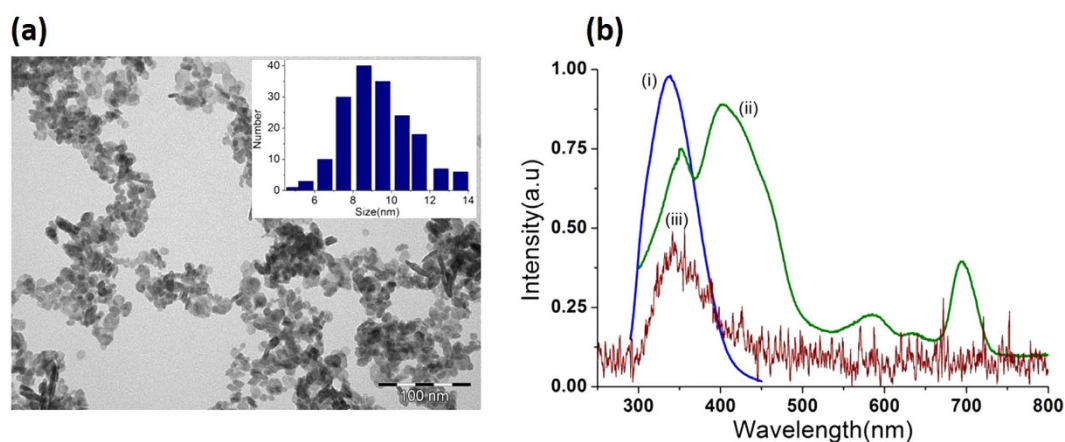 (a)
40
30
20
10
0
Number
6 8 10 12 14
Size(nm)
100 nm
(b)
1.00
0.75
0.50
0.25
0.00
Intensity(a.u)
(i)
(ii)
(iii)
300 400 500 600 700 800
Wavelength(nm)